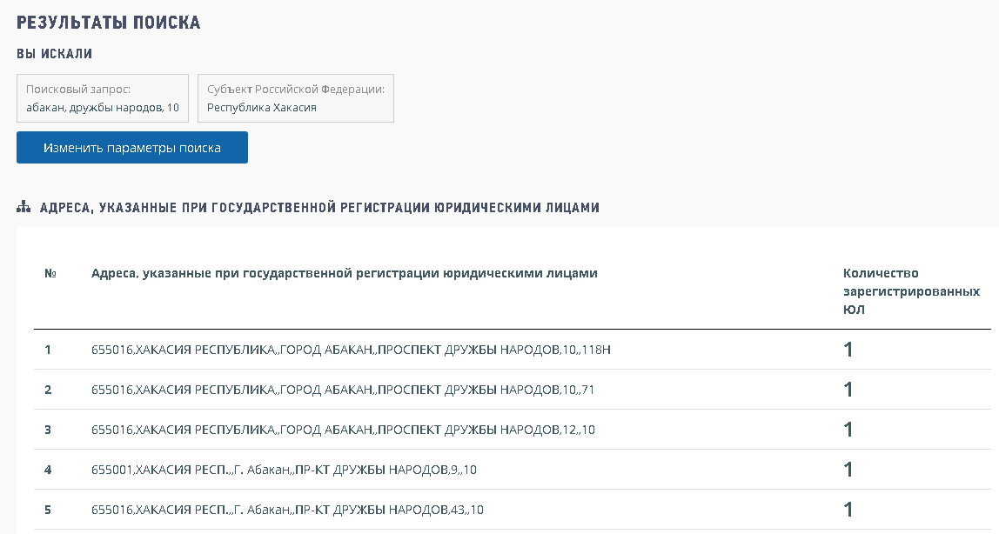 РЕЗУЛЬТАТЫ ПОИСКА
ВЫ ИСКАЛИ
Поисковый запрос:
абакан, дружбы народов, 10
Субъект Российской Федерации:
Республика Хакасия
Изменить параметры поиска
АДРЕСА, УКАЗАННЫЕ ПРИ ГОСУДАРСТВЕННОЙ РЕГИСТРАЦИИ ЮРИДИЧЕСКИМИ ЛИЦАМИ
№ Адреса, указанные при государственной регистрации юридическими лицами Количество
зарегистрированных
ЮЛ
1 655016,ХАКАСИЯ РЕСПУБЛИКА,,ГОРОД АБАКАН,,ПРОСПЕКТ ДРУЖБЫ НАРОДОВ,10,,118Н 1
2 655016,ХАКАСИЯ РЕСПУБЛИКА,,ГОРОД АБАКАН,,ПРОСПЕКТ ДРУЖБЫ НАРОДОВ,10,,71 1
3 655016,ХАКАСИЯ РЕСПУБЛИКА,,ГОРОД АБАКАН,,ПРОСПЕКТ ДРУЖБЫ НАРОДОВ,12,,10 1
4 655001,ХАКАСИЯ РЕСП.,,Г. Абакан,,ПР-КТ ДРУЖБЫ НАРОДОВ,9,,10 1
5 655016,ХАКАСИЯ РЕСП.,,Г. Абакан,,ПР-КТ ДРУЖБЫ НАРОДОВ,43,,10 1